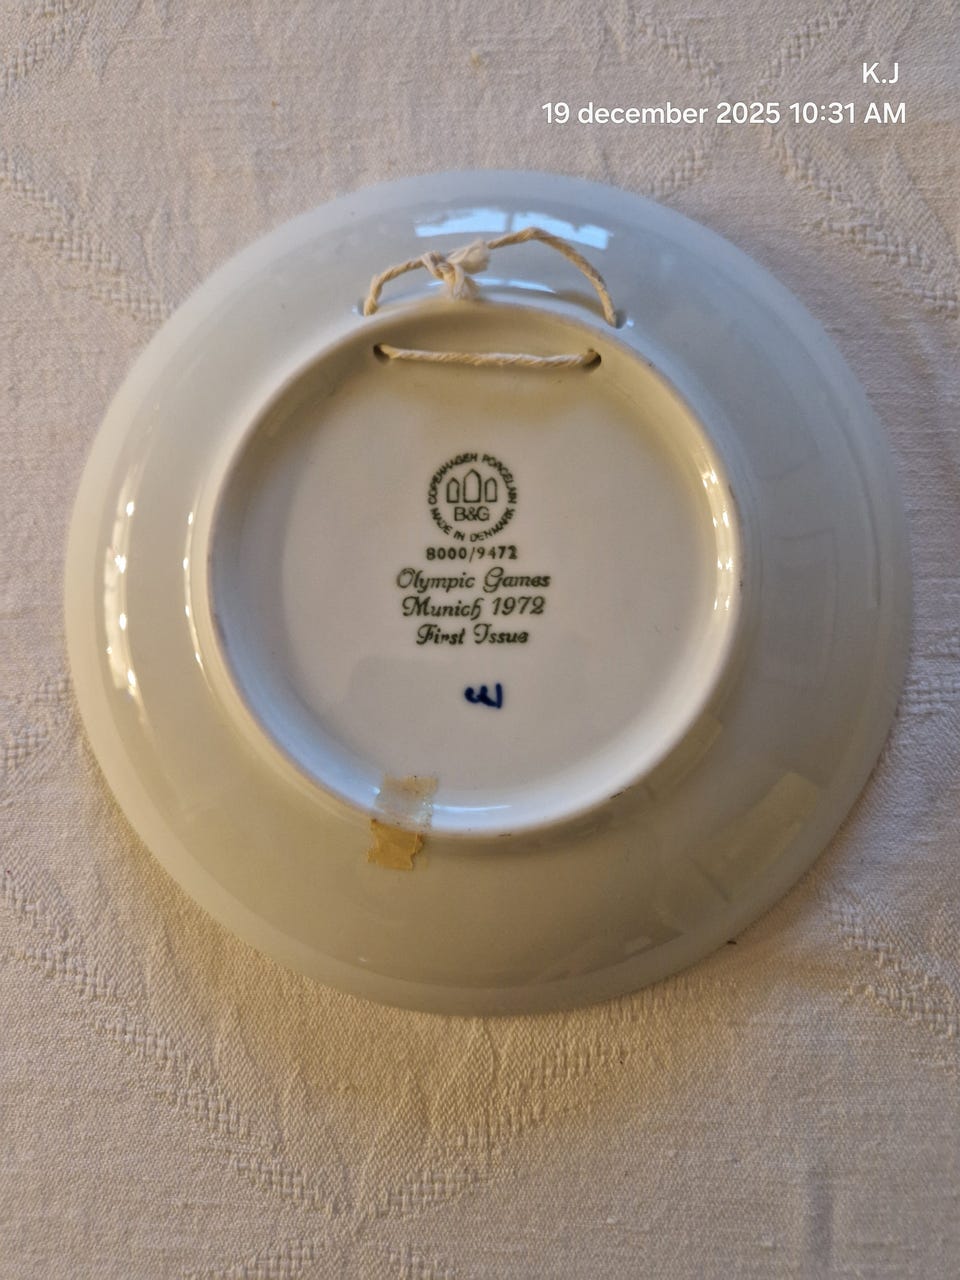 K.J
19 december 2025 10:31 AM
COPENHAGEN PORCELAIN
MADE IN DENMARK
B&G
8000/9472
Olympic Games
Munich 1972
First Issue